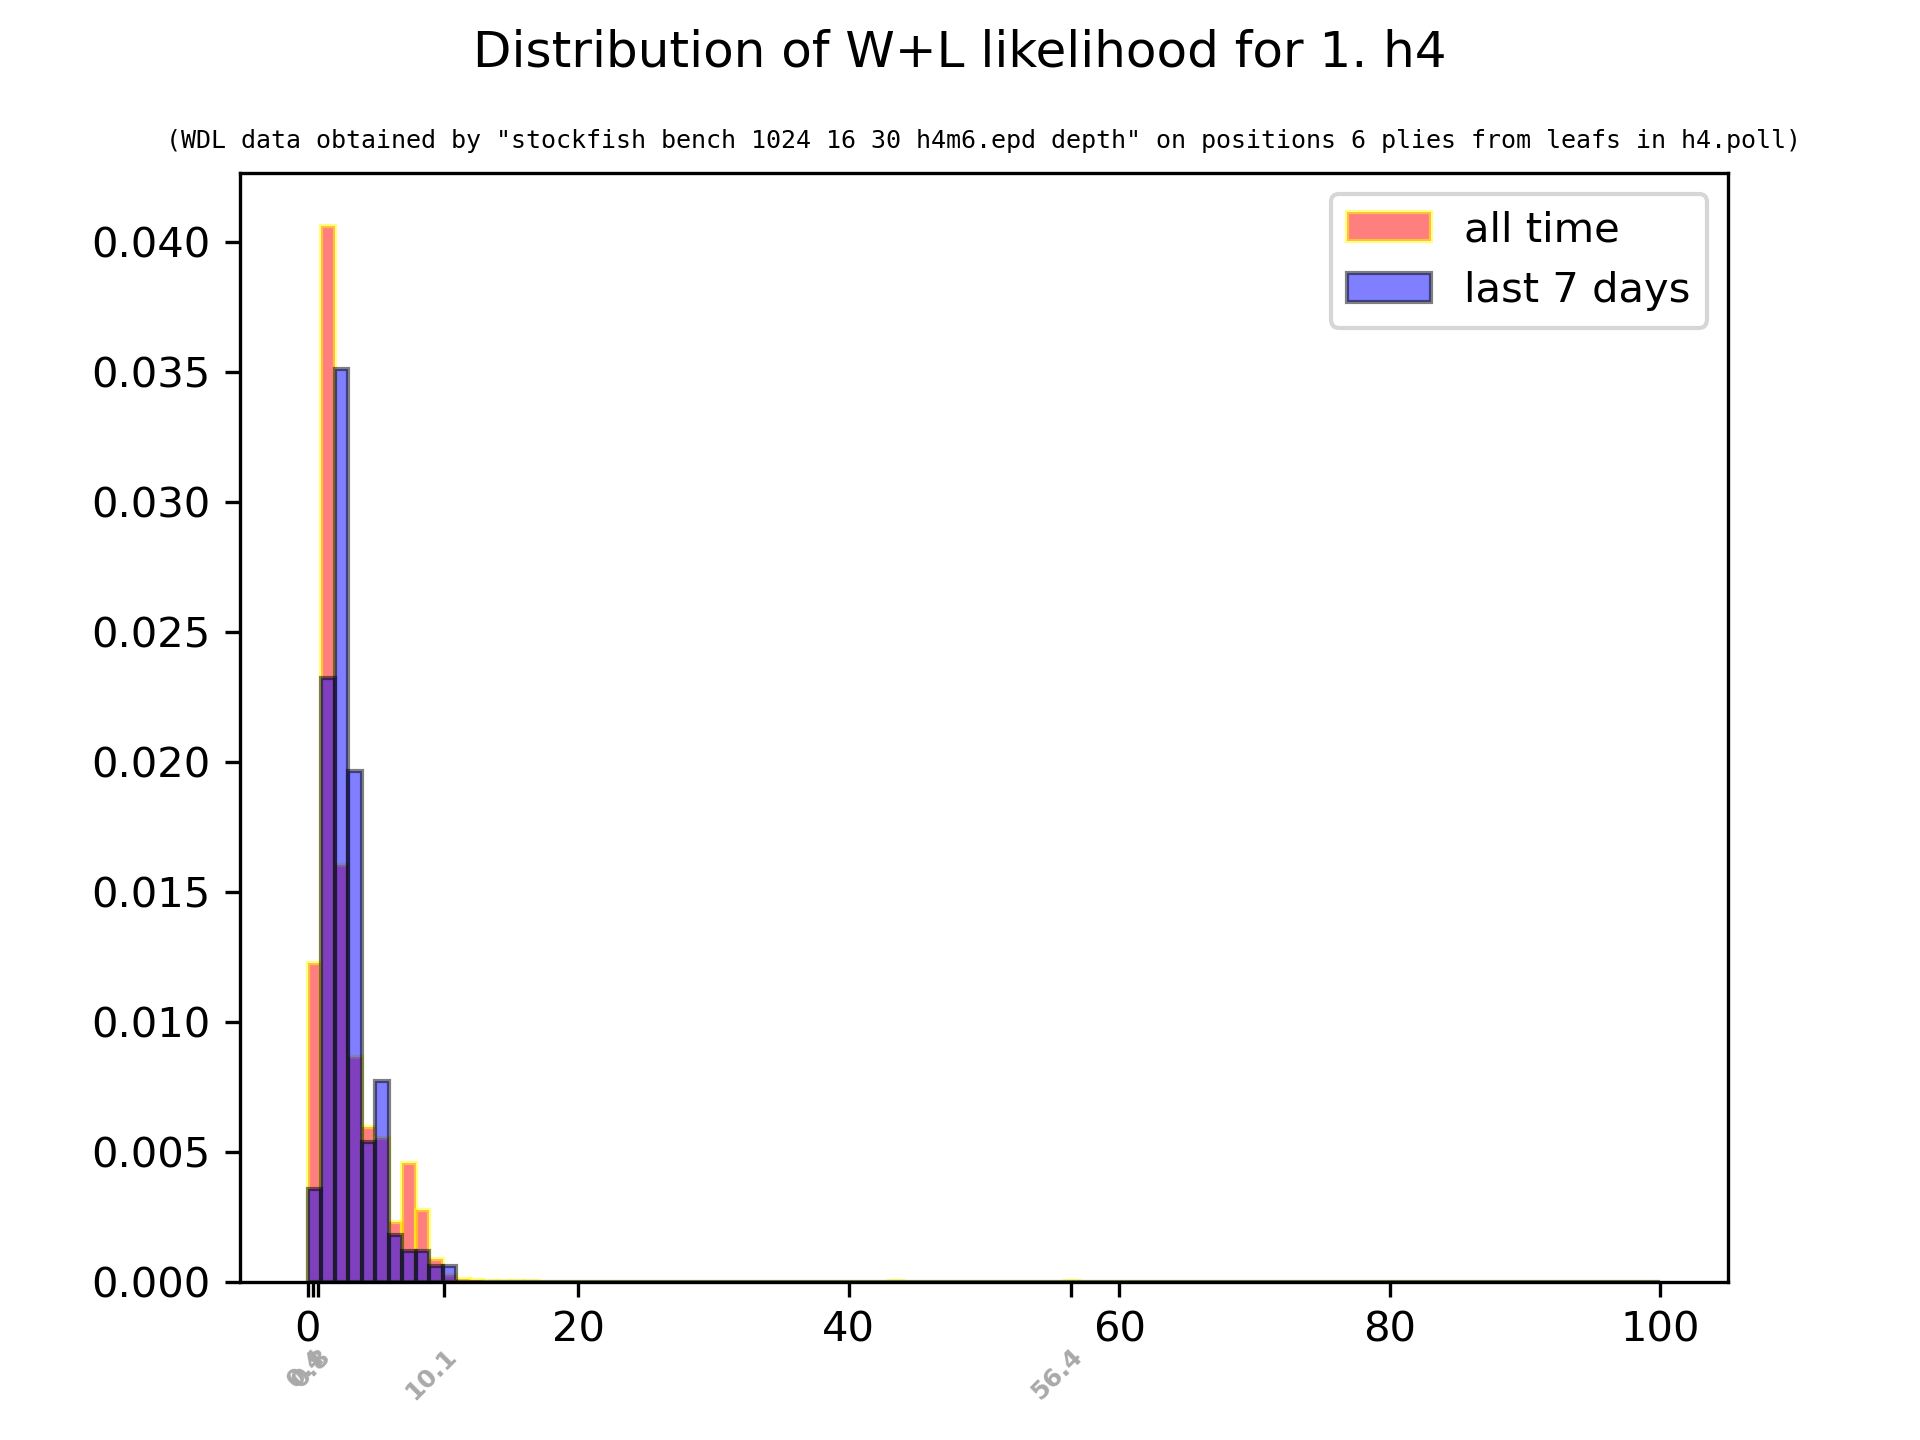 Distribution of W+L likelihood for 1. h4
(WDL data obtained by "stockfish bench 1024 16 30 h4m6.epd depth" on positions 6 plies from leafs in h4.poll)
all time
last 7 days
0.040
0.035
0.030
0.025
0.020
0.015
0.010
0.005
0.000
0 20 40 60 80 100
10.1 56.4